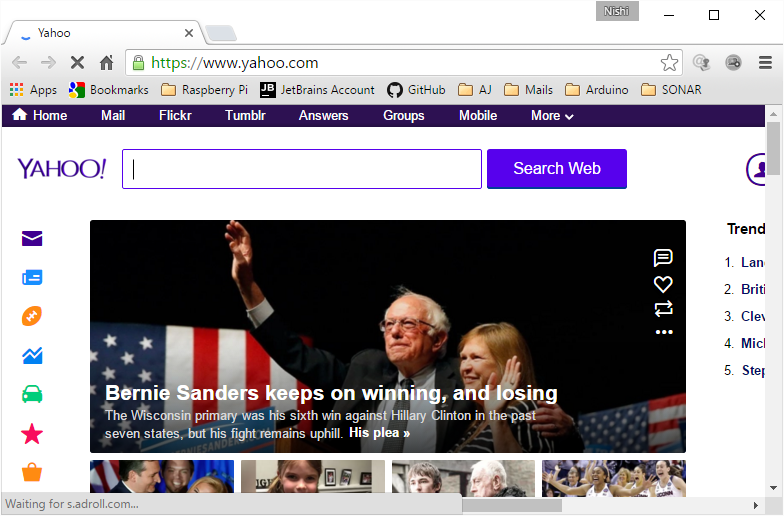 Nishi
Yahoo
https://www.yahoo.com
Apps Bookmarks Raspberry Pi JetBrains Account GitHub AJ Mails Arduino SONAR
Home Mail Flickr Tumblr Answers Groups Mobile More
YAHOO! Search Web
Trend
1. Lan
2. Briti
3. Clev
4. Mich
5. Step
Bernie Sanders keeps on winning, and losing
The Wisconsin primary was his sixth win against Hillary Clinton in the past
seven states, but his fight remains uphill. His plea »
Waiting for s.adroll.com...